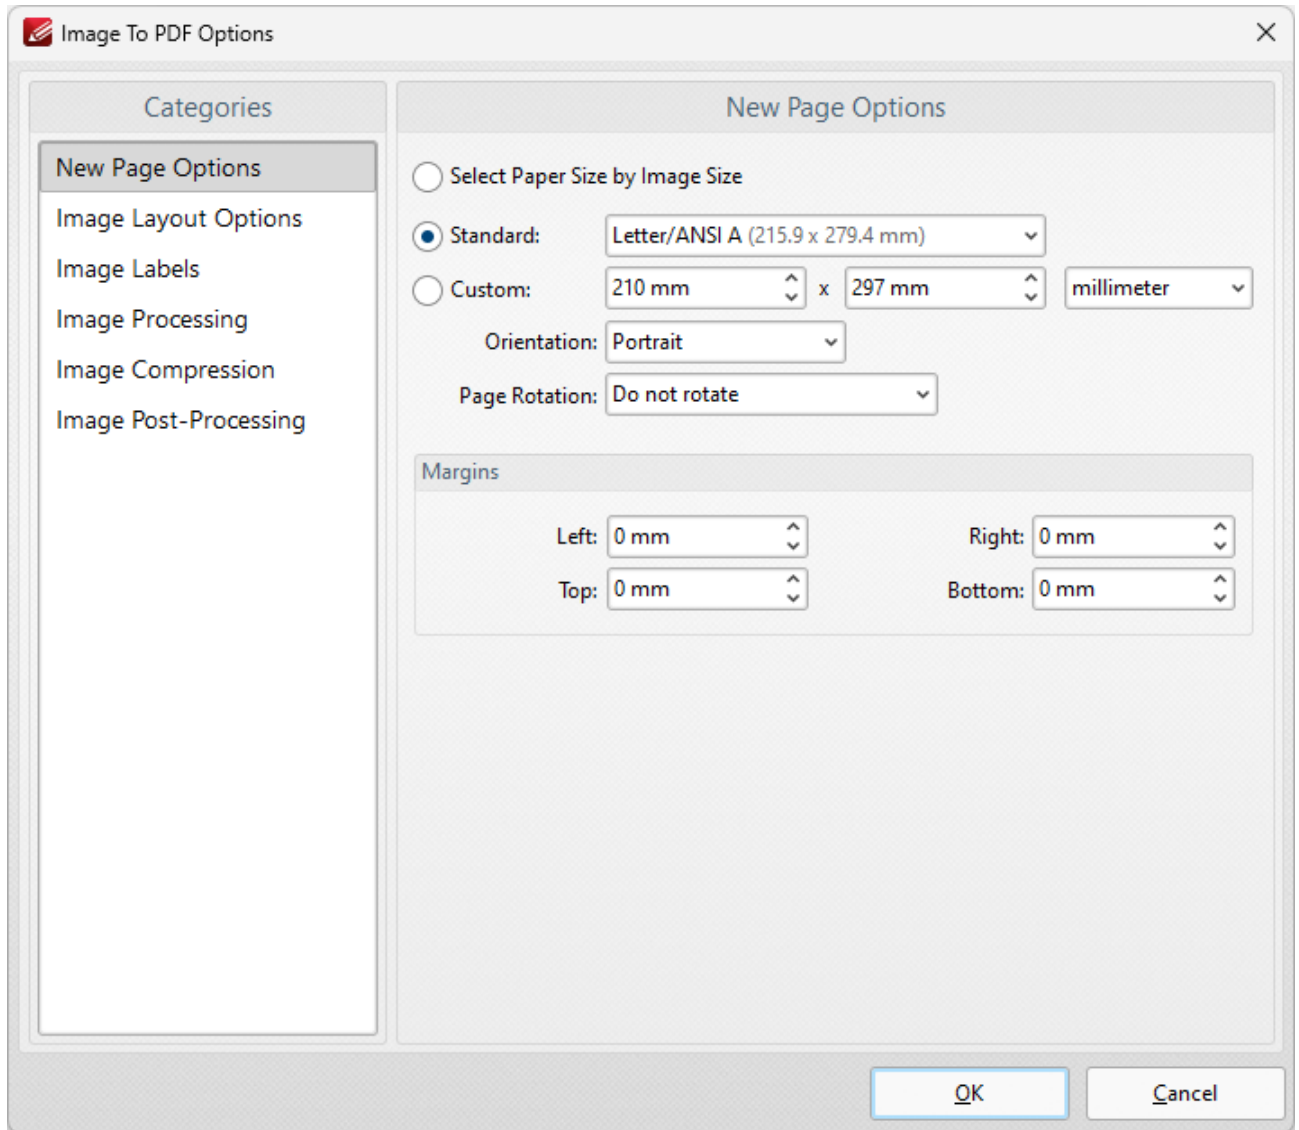 Image To PDF Options
Categories
New Page Options
Image Layout Options
Image Labels
Image Processing
Image Compression
Image Post-Processing
New Page Options
Select Paper Size by Image Size
Standard: Letter/ANSI A (215.9 x 279.4 mm)
Custom: 210 mm x 297 mm millimeter
Orientation: Portrait
Page Rotation: Do not rotate
Margins
Left: 0 mm Right: 0 mm
Top: 0 mm Bottom: 0 mm
OK Cancel